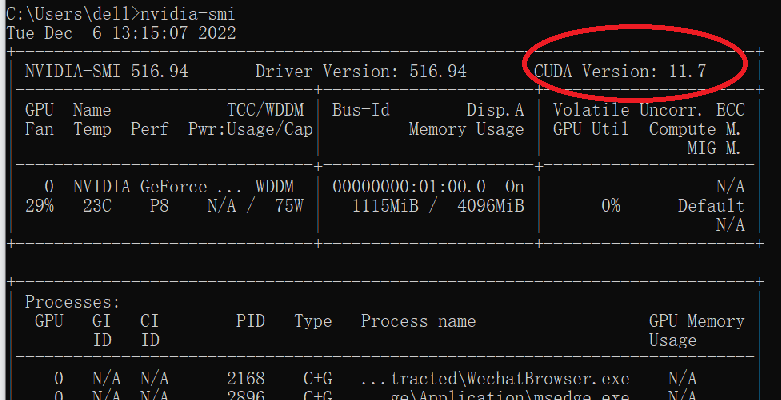 C:\Users\dell>nvidia-smi
Tue Dec  6 13:15:07 2022
NVIDIA-SMI 516.94 Driver Version: 516.94 CUDA Version: 11.7
GPU Name TCC/WDDM Bus-Id Disp.A Volatile Uncorr. ECC
Fan Temp Perf Pwr:Usage/Cap Memory Usage GPU Util Compute M.
MIG M.
0 NVIDIA GeForce ... WDDM 00000000:01:00.0 On N/A
29% 23C P8 N/A / 75W 1115MiB / 4096MiB 0% Default
N/A
Processes:
GPU GI CI PID Type Process name GPU Memory
ID ID Usage
0 N/A N/A 2168 C+G ...tracted\WechatBrowser.exe N/A
0 N/A N/A 2896 C+G ...ge\Application\msedge.exe N/A